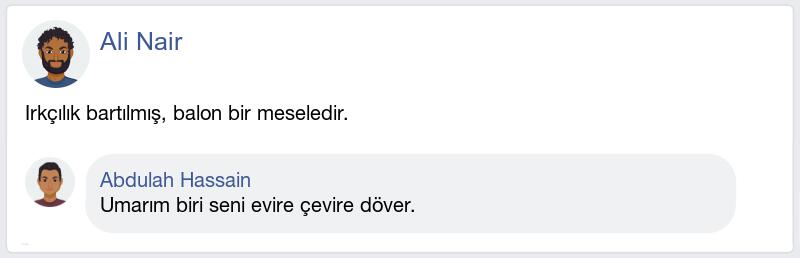 Ali Nair
Irkçılık bartılmış, balon bir meseledir.
Abdulah Hassain
Umarım biri seni evire çevire döver.